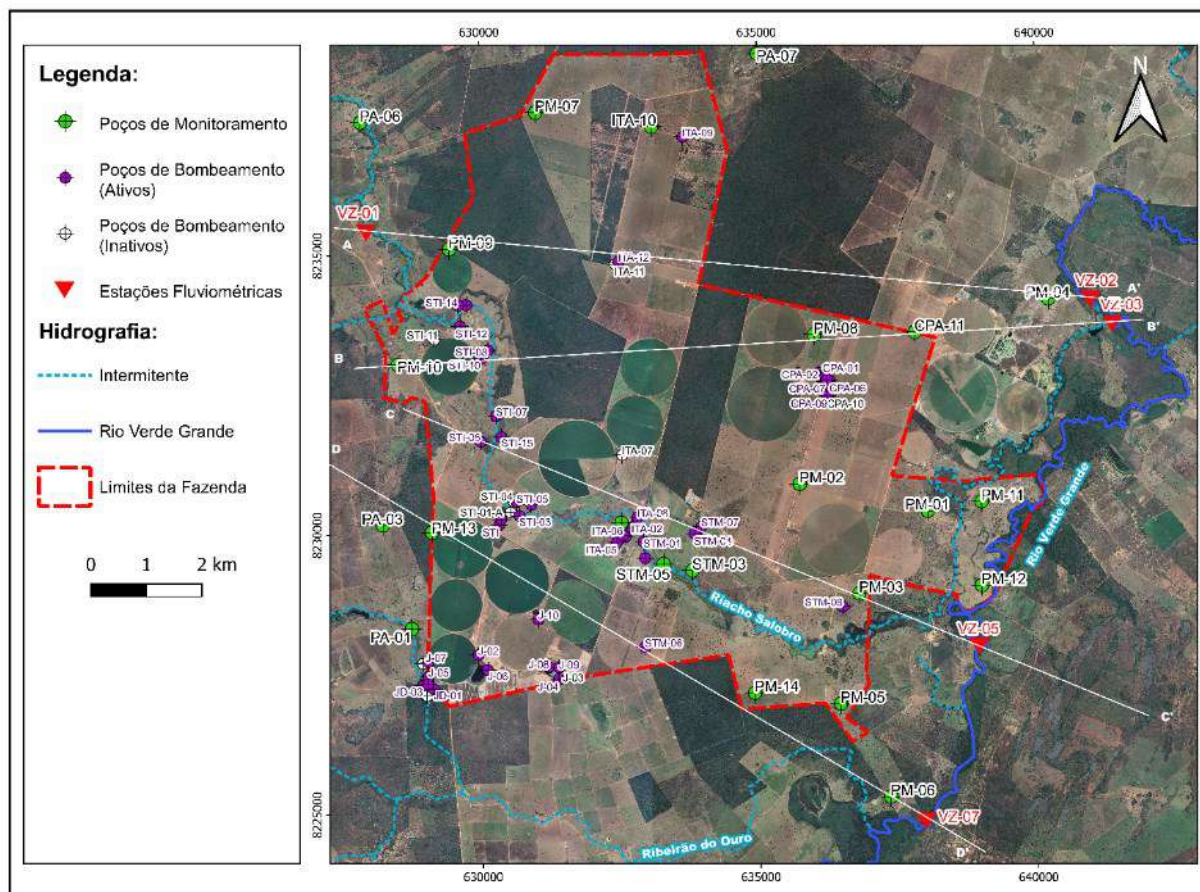 Legenda:
Poços de Monitoramento
Poços de Bombeamento
(Ativos)
Poços de Bombeamento
(Inativos)
Estações Fluviométricas
Hidrografia:
Intermitente
Rio Verde Grande
Limites da Fazenda
0 1 2 km
630000 635000 640000
N
PA-07
PA-06
PM-07
ITA-10
ITA-09
VZ-01
A
PM-09
8235000
ITA-12
ITA-11
VZ-02
PM-04
A'
VZ-03
STI-14
B'
STI-11
STI-12
PM-08
CPA-11
STI-08
B
PM-10
STI-10
CPA-02
CPA-01
CPA-07
CPA-06
CPA-09
CPA-10
C
STI-07
STI-15
D
ITA-07
PM-02
Rio Verde Grande
STI-04
STI-05
STI-01-A
STI-03
STI
PM-01
PM-11
PA-03
PM-13
8230000
ITA-08
ITA-06
ITA-02
ITA-05
STM-07
STM-01
STM-05
STM-03
PM-03
PM-12
Riacho Salobro
J-10
PA-01
VZ-05
STM-06
J-07
J-02
J-05
J-06
J-08
J-09
J-03
J-04
JD-03
JD-01
PM-14
PM-05
C'
PM-06
8225000
VZ-07
Ribeirão do Ouro
D'
630000 635000 640000